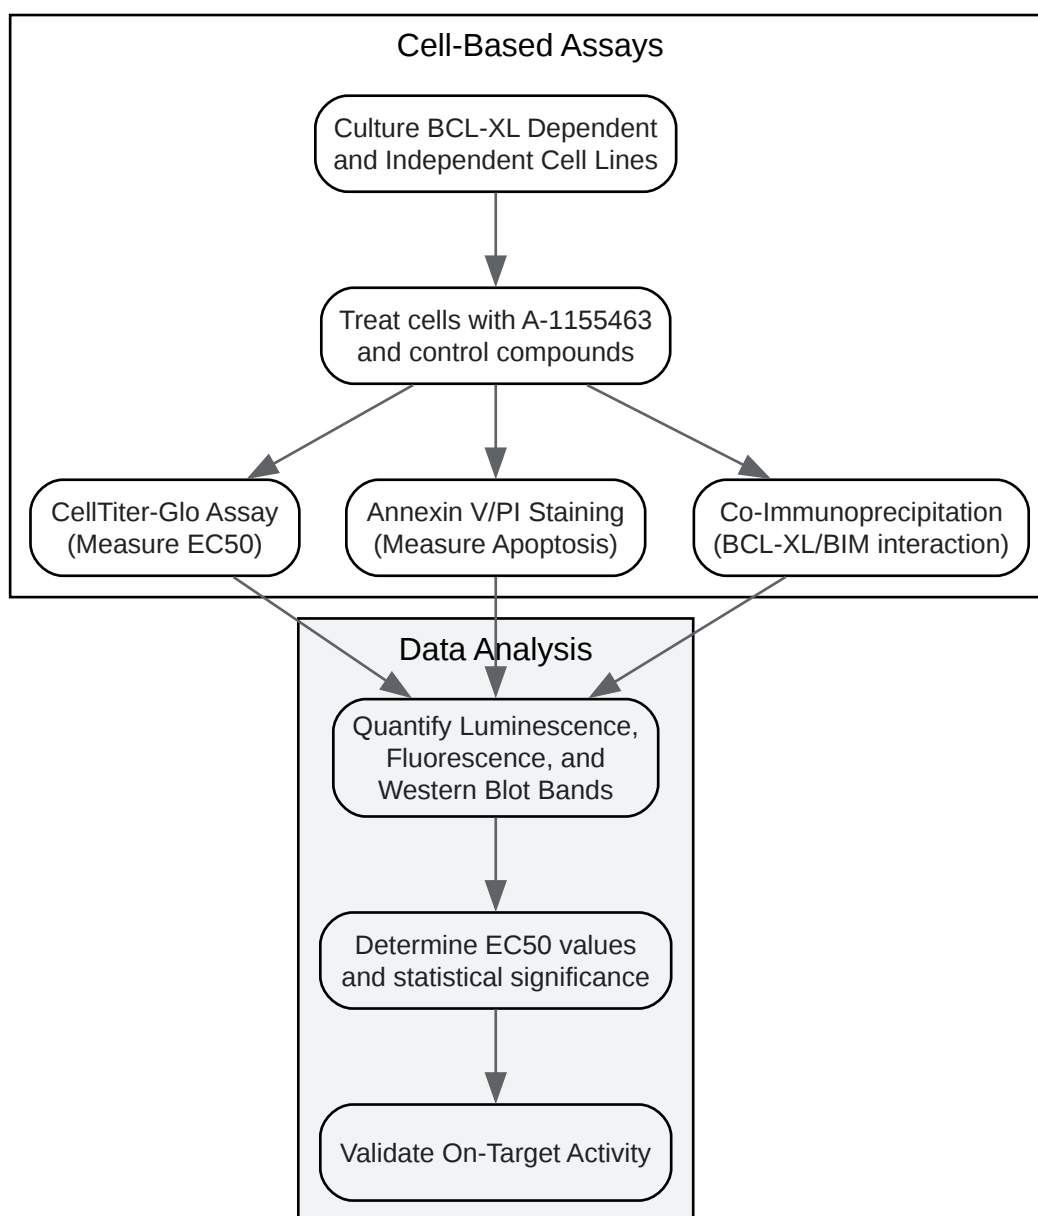 Cell-Based Assays
Culture BCL-XL Dependent
and Independent Cell Lines
Treat cells with A-1155463
and control compounds
CellTiter-Glo Assay
(Measure EC50)
Annexin V/PI Staining
(Measure Apoptosis)
Co-Immunoprecipitation
(BCL-XL/BIM interaction)
Data Analysis
Quantify Luminescence,
Fluorescence, and
Western Blot Bands
Determine EC50 values
and statistical significance
Validate On-Target Activity